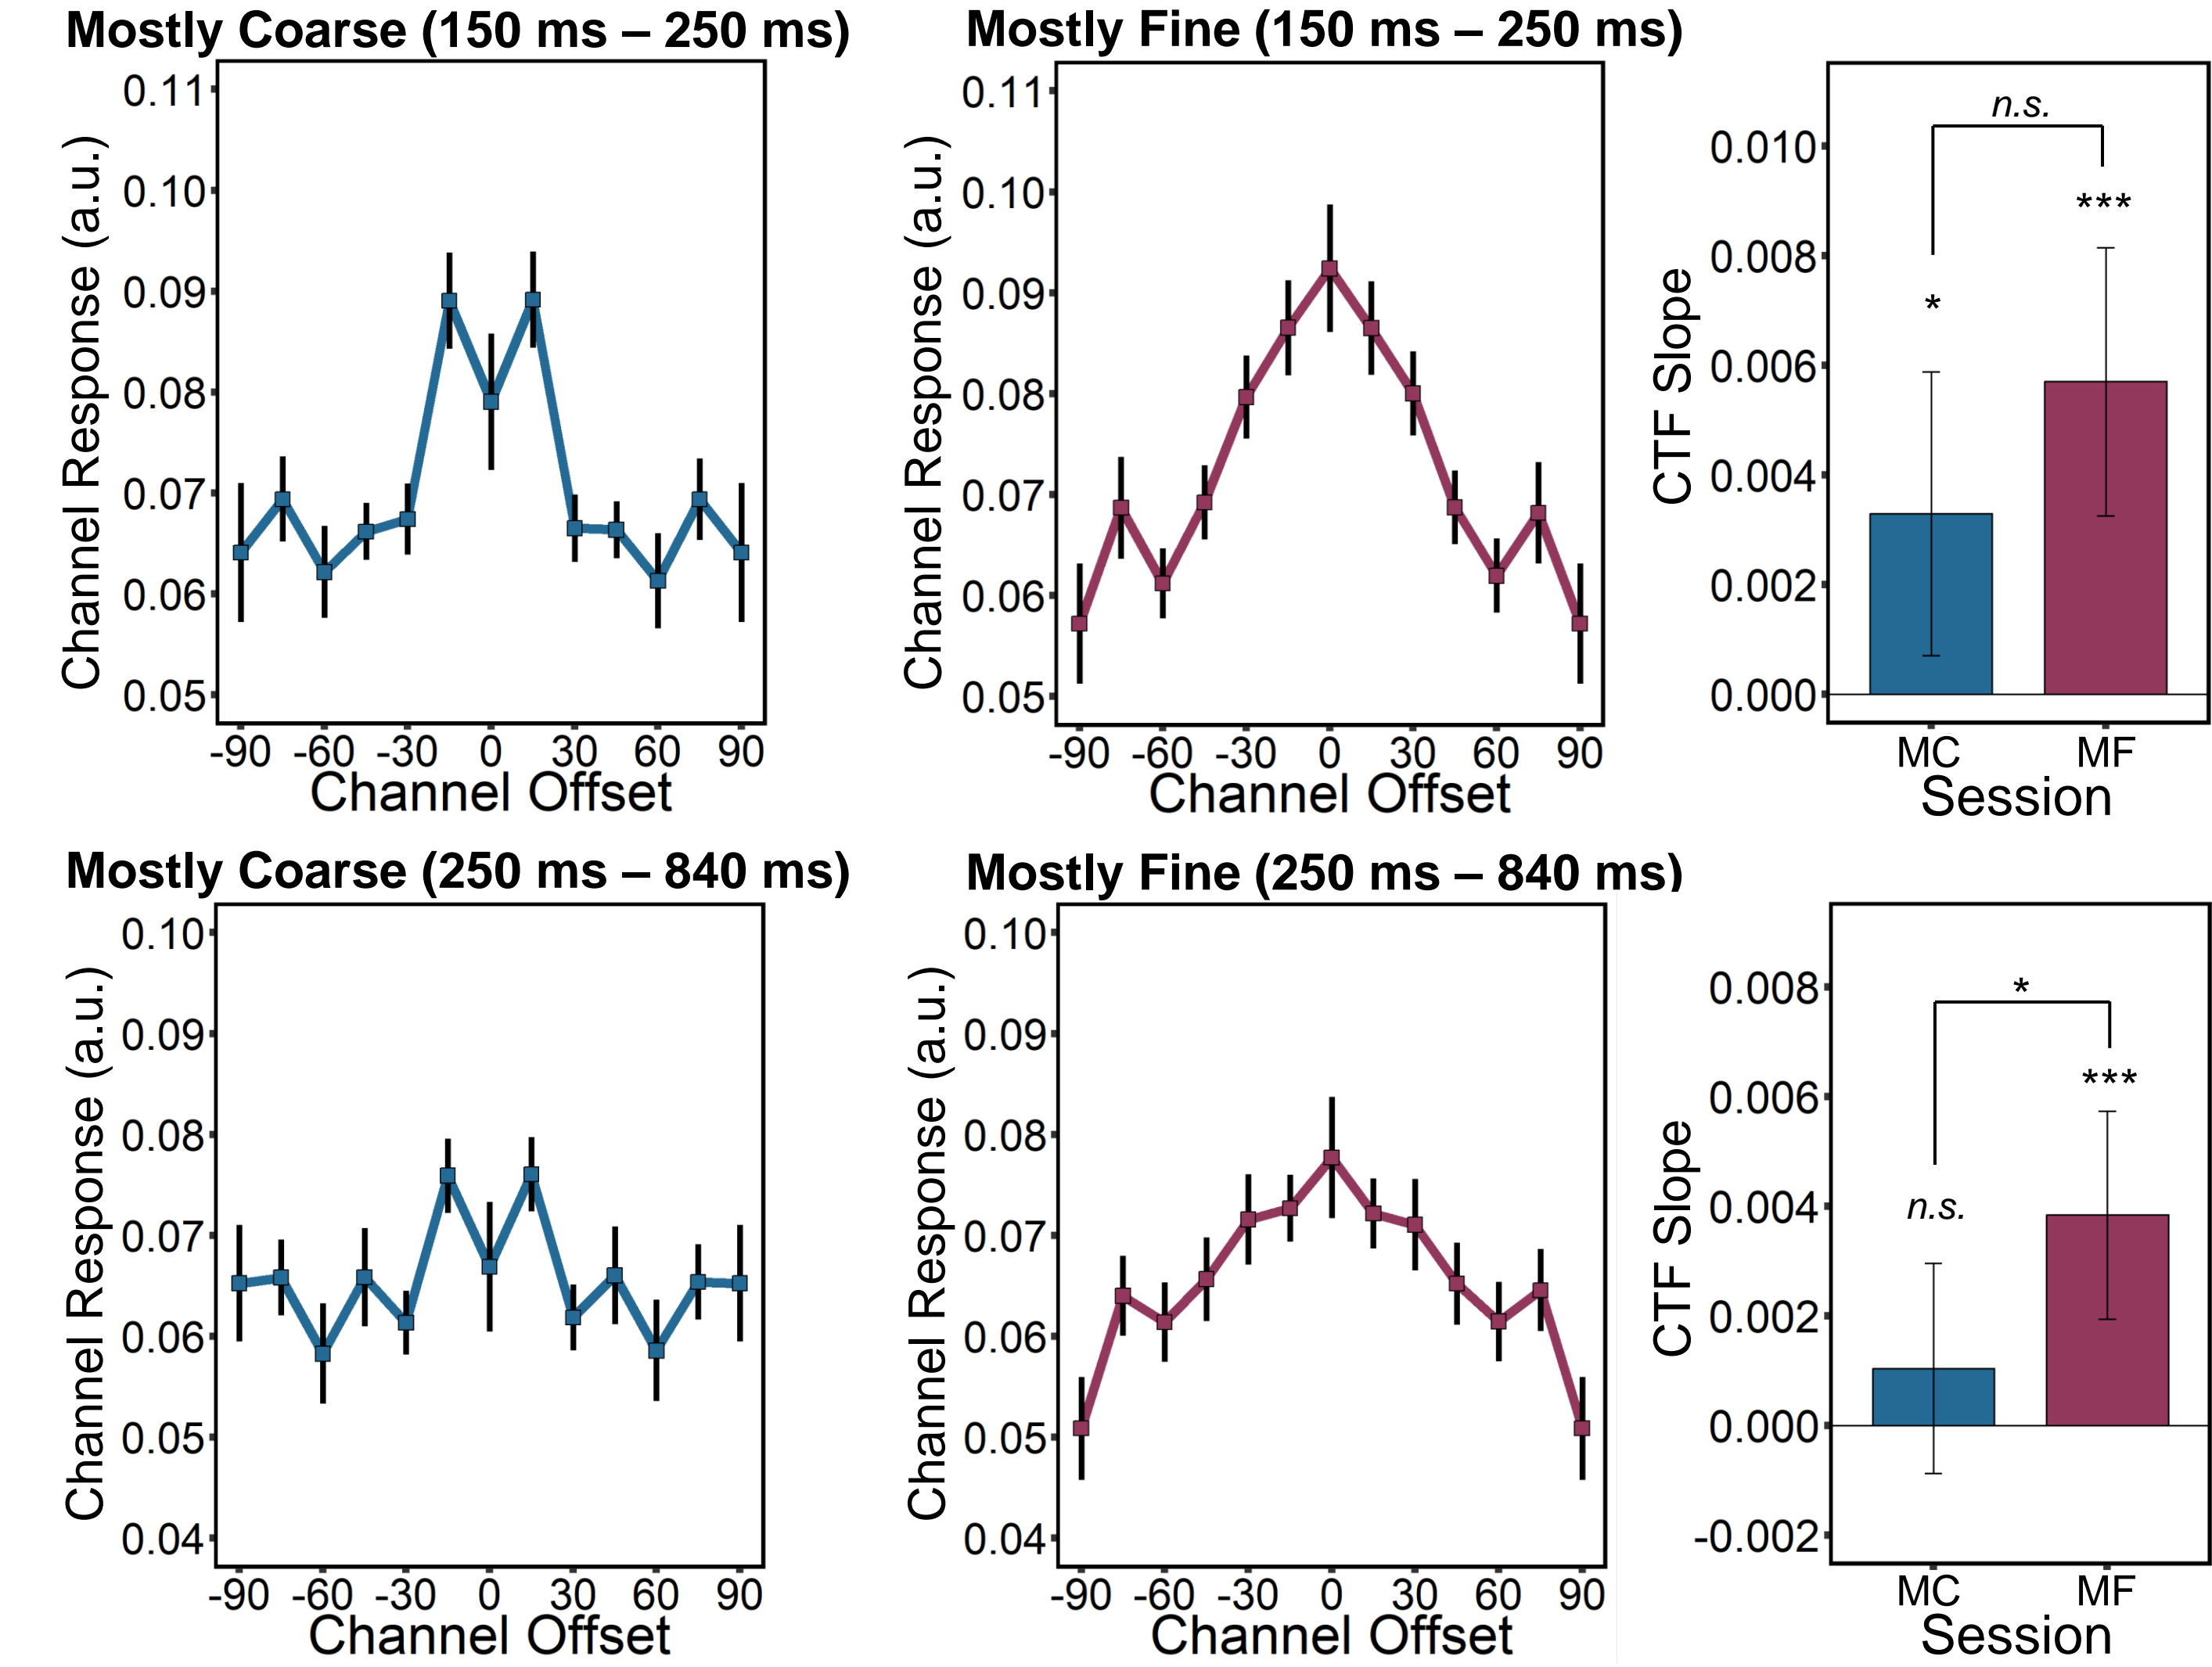 Mostly Coarse (150 ms – 250 ms)
Channel Response (a.u.)
0.11
0.10
0.09
0.08
0.07
0.06
0.05
-90 -60 -30 0 30 60 90
Channel Offset
Mostly Fine (150 ms – 250 ms)
Channel Response (a.u.)
0.11
0.10
0.09
0.08
0.07
0.06
0.05
-90 -60 -30 0 30 60 90
Channel Offset
CTF Slope
0.010
0.008
0.006
0.004
0.002
0.000
n.s.
***
*
MC MF
Session
Mostly Coarse (250 ms – 840 ms)
Channel Response (a.u.)
0.10
0.09
0.08
0.07
0.06
0.05
0.04
-90 -60 -30 0 30 60 90
Channel Offset
Mostly Fine (250 ms – 840 ms)
Channel Response (a.u.)
0.10
0.09
0.08
0.07
0.06
0.05
0.04
-90 -60 -30 0 30 60 90
Channel Offset
CTF Slope
0.008
0.006
0.004
0.002
0.000
-0.002
*
***
n.s.
MC MF
Session